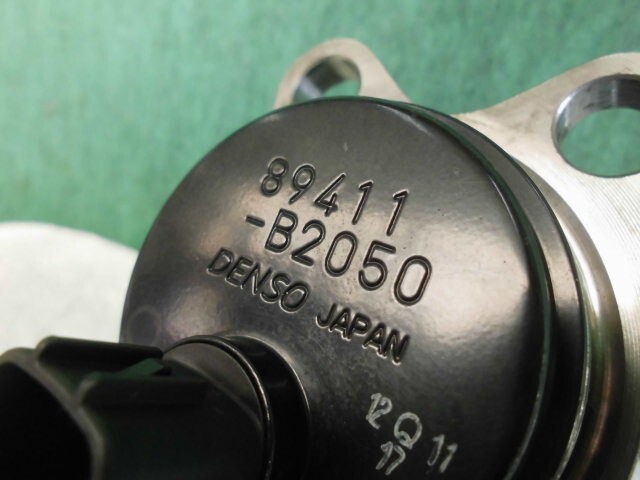 89411
-B2050
DENSO JAPAN
12 Q 11
17